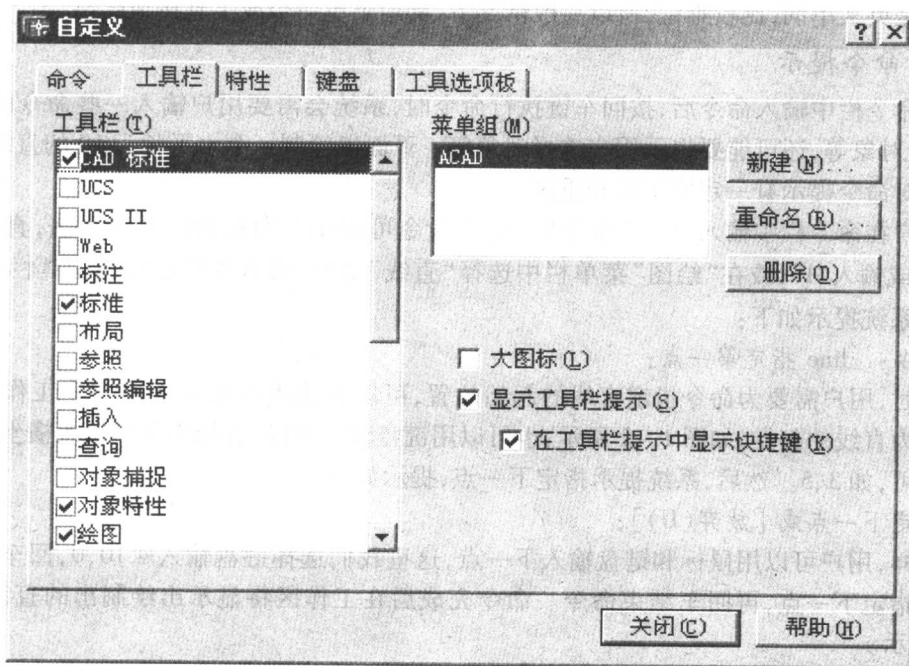 自定义
命令 工具栏 特性 键盘 工具选项板
工具栏(T)
CAD 标准
UCS
UCS II
Web
标注
标准
布局
参照
参照编辑
插入
查询
对象捕捉
对象特性
绘图
菜单组(M)
ACAD
新建(N)...
重命名(R)...
删除(D)
大图标(L)
显示工具栏提示(S)
在工具栏提示中显示快捷键(K)
关闭(C)
帮助(H)